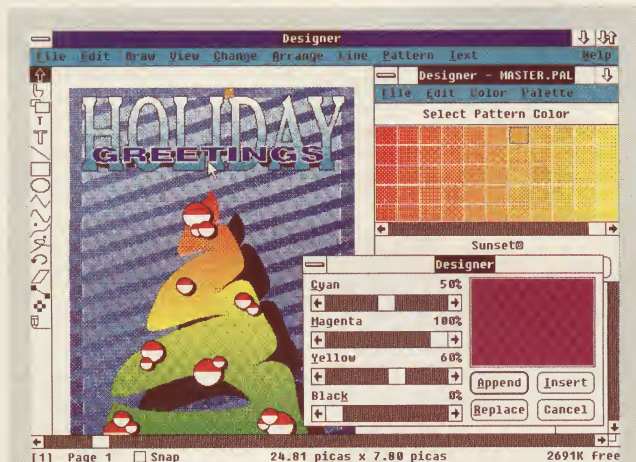 Designer
File Edit Draw View Change Arrange Line Pattern Text Help
Designer - MASTER.PAL
File Edit Color Palette
Select Pattern Color
HOLIDAY
GREETINGS
T
T
Sunset®
Designer
Cyan 50%
Magenta 100%
Yellow 60%
Black 0%
Append Insert
Replace Cancel
[1] Page 1 Snap 24.81 picas x 7.80 picas 2691K free